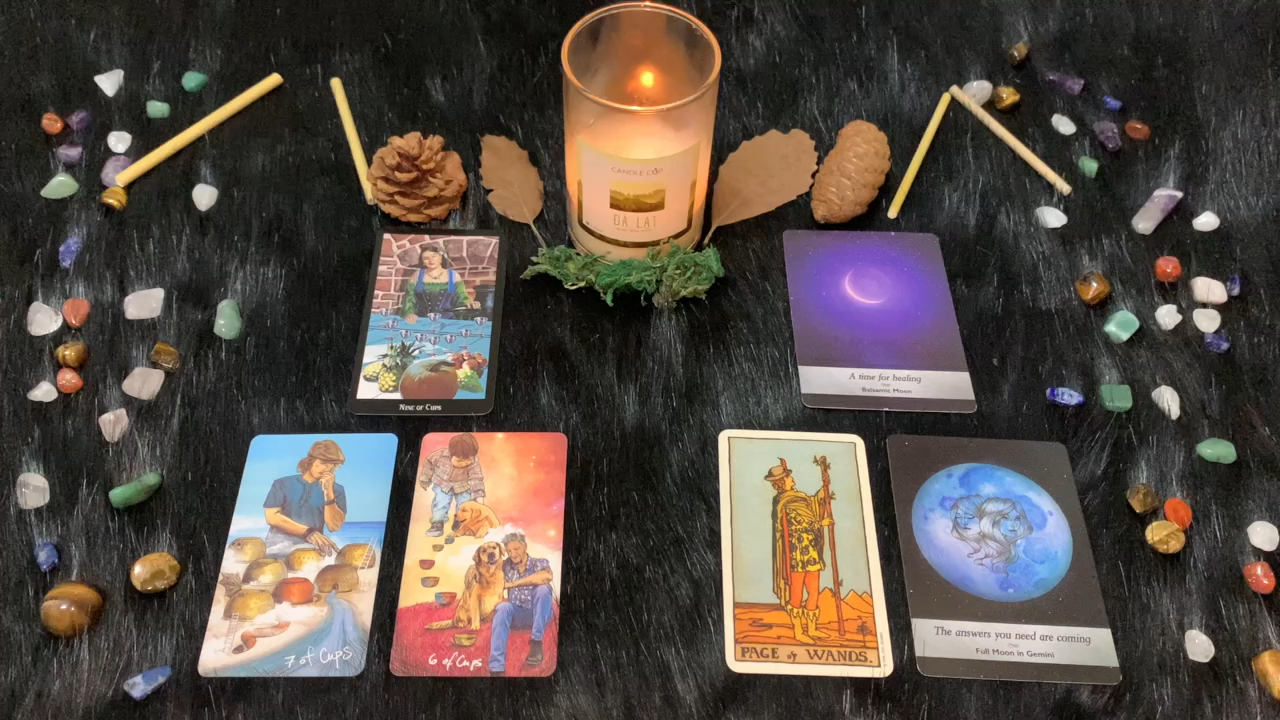 CANDLE CUP
DA LAT
NINE OF CUPS
A time for healing
Balsamic Moon
7 of Cups
6 of Cups
PAGE of WANDS.
The answers you need are coming
Full Moon in Gemini